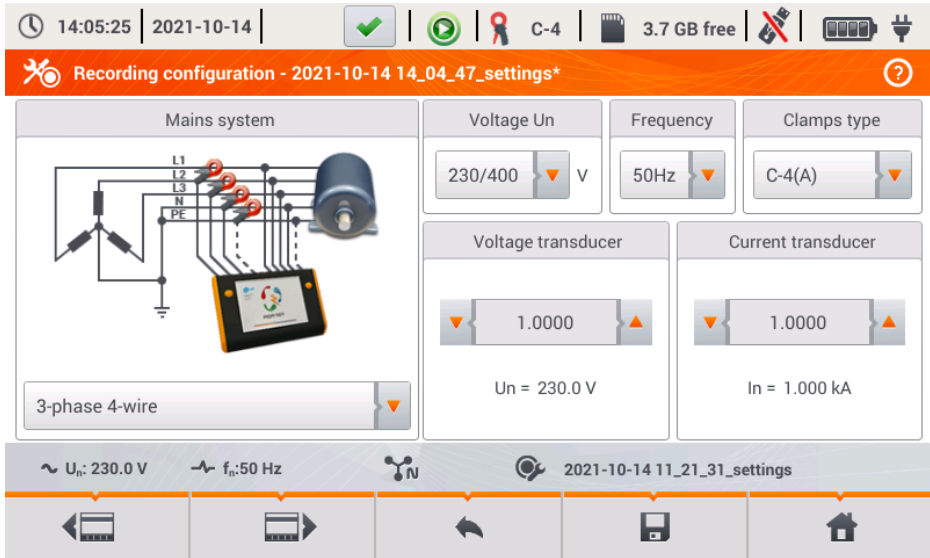 14:05:25 2021-10-14 C-4 3.7 GB free
Recording configuration - 2021-10-14 14_04_47_settings* ?
Mains system
L1
L2
L3
N
PE
3-phase 4-wire
Voltage Un
230/400 V
Frequency
50Hz
Clamps type
C-4(A)
Voltage transducer
1.0000
Un = 230.0 V
Current transducer
1.0000
In = 1.000 kA
Un: 230.0 V fn:50 Hz N 2021-10-14 11_21_31_settings